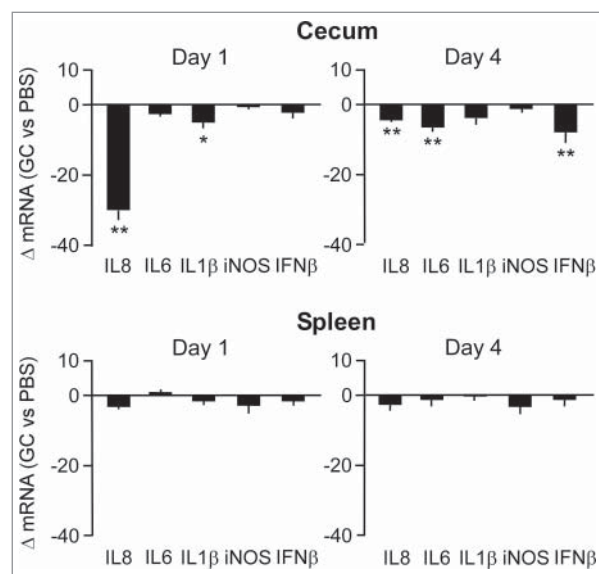 Cecum
Day 1
Day 4
Δ mRNA (GC vs PBS)
10
0
-20
-40
**
*
IL8 IL6 IL1β iNOS IFNβ
10
0
-20
-40
** ** **
IL8 IL6 IL1β iNOS IFNβ
Spleen
Day 1
Day 4
Δ mRNA (GC vs PBS)
10
0
-20
-40
IL8 IL6 IL1β iNOS IFNβ
10
0
-20
-40
IL8 IL6 IL1β iNOS IFNβ